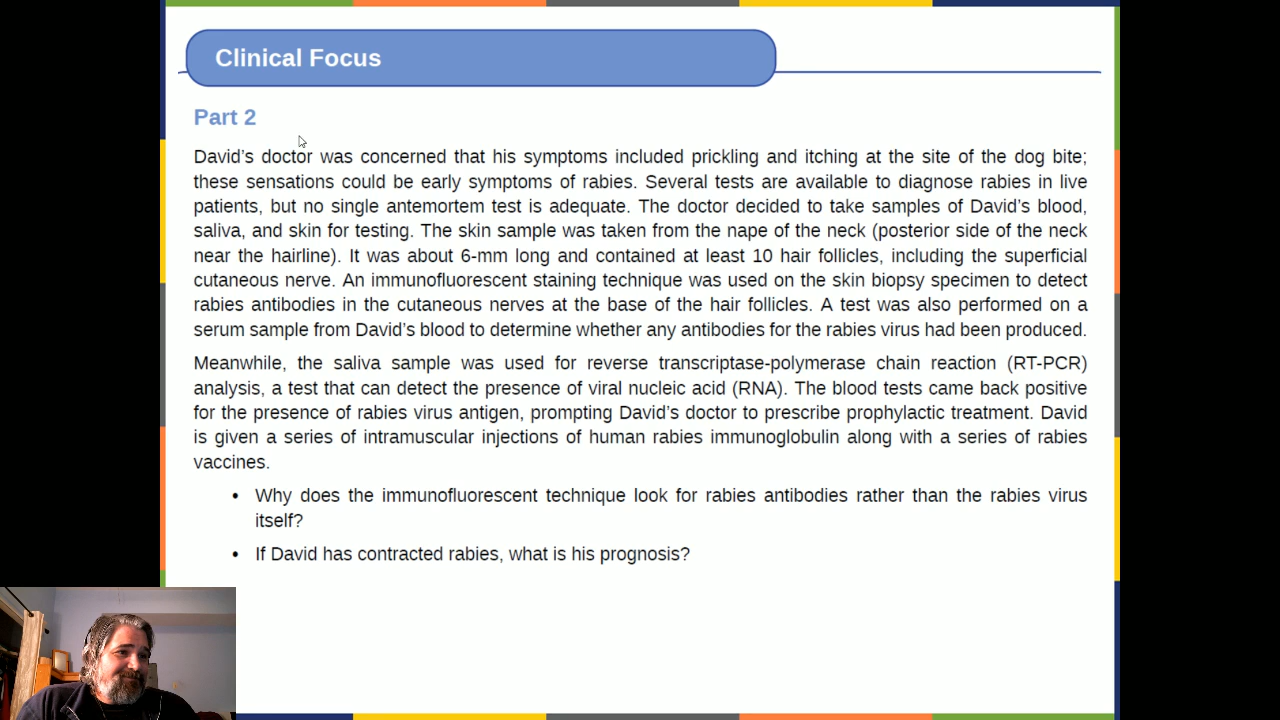 Clinical Focus
Part 2
David’s doctor was concerned that his symptoms included prickling and itching at the site of the dog bite;
these sensations could be early symptoms of rabies. Several tests are available to diagnose rabies in live
patients, but no single antemortem test is adequate. The doctor decided to take samples of David’s blood,
saliva, and skin for testing. The skin sample was taken from the nape of the neck (posterior side of the neck
near the hairline). It was about 6-mm long and contained at least 10 hair follicles, including the superficial
cutaneous nerve. An immunofluorescent staining technique was used on the skin biopsy specimen to detect
rabies antibodies in the cutaneous nerves at the base of the hair follicles. A test was also performed on a
serum sample from David’s blood to determine whether any antibodies for the rabies virus had been produced.
Meanwhile, the saliva sample was used for reverse transcriptase-polymerase chain reaction (RT-PCR)
analysis, a test that can detect the presence of viral nucleic acid (RNA). The blood tests came back positive
for the presence of rabies virus antigen, prompting David’s doctor to prescribe prophylactic treatment. David
is given a series of intramuscular injections of human rabies immunoglobulin along with a series of rabies
vaccines.
• Why does the immunofluorescent technique look for rabies antibodies rather than the rabies virus
itself?
• If David has contracted rabies, what is his prognosis?